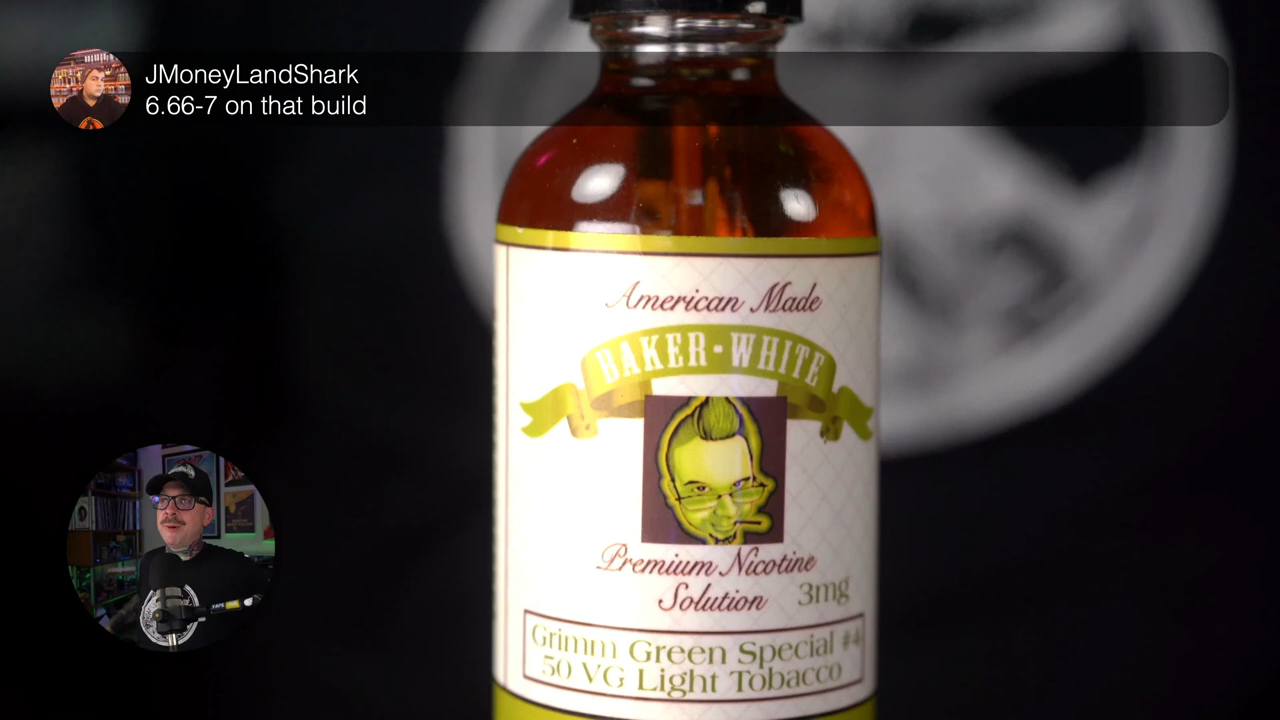 JMoneyLandShark
6.66-7 on that build
American Made
BAKER-WHITE
Premium Nicotine
Solution 3mg
Grimm Green Special #4
50 VG Light Tobacco